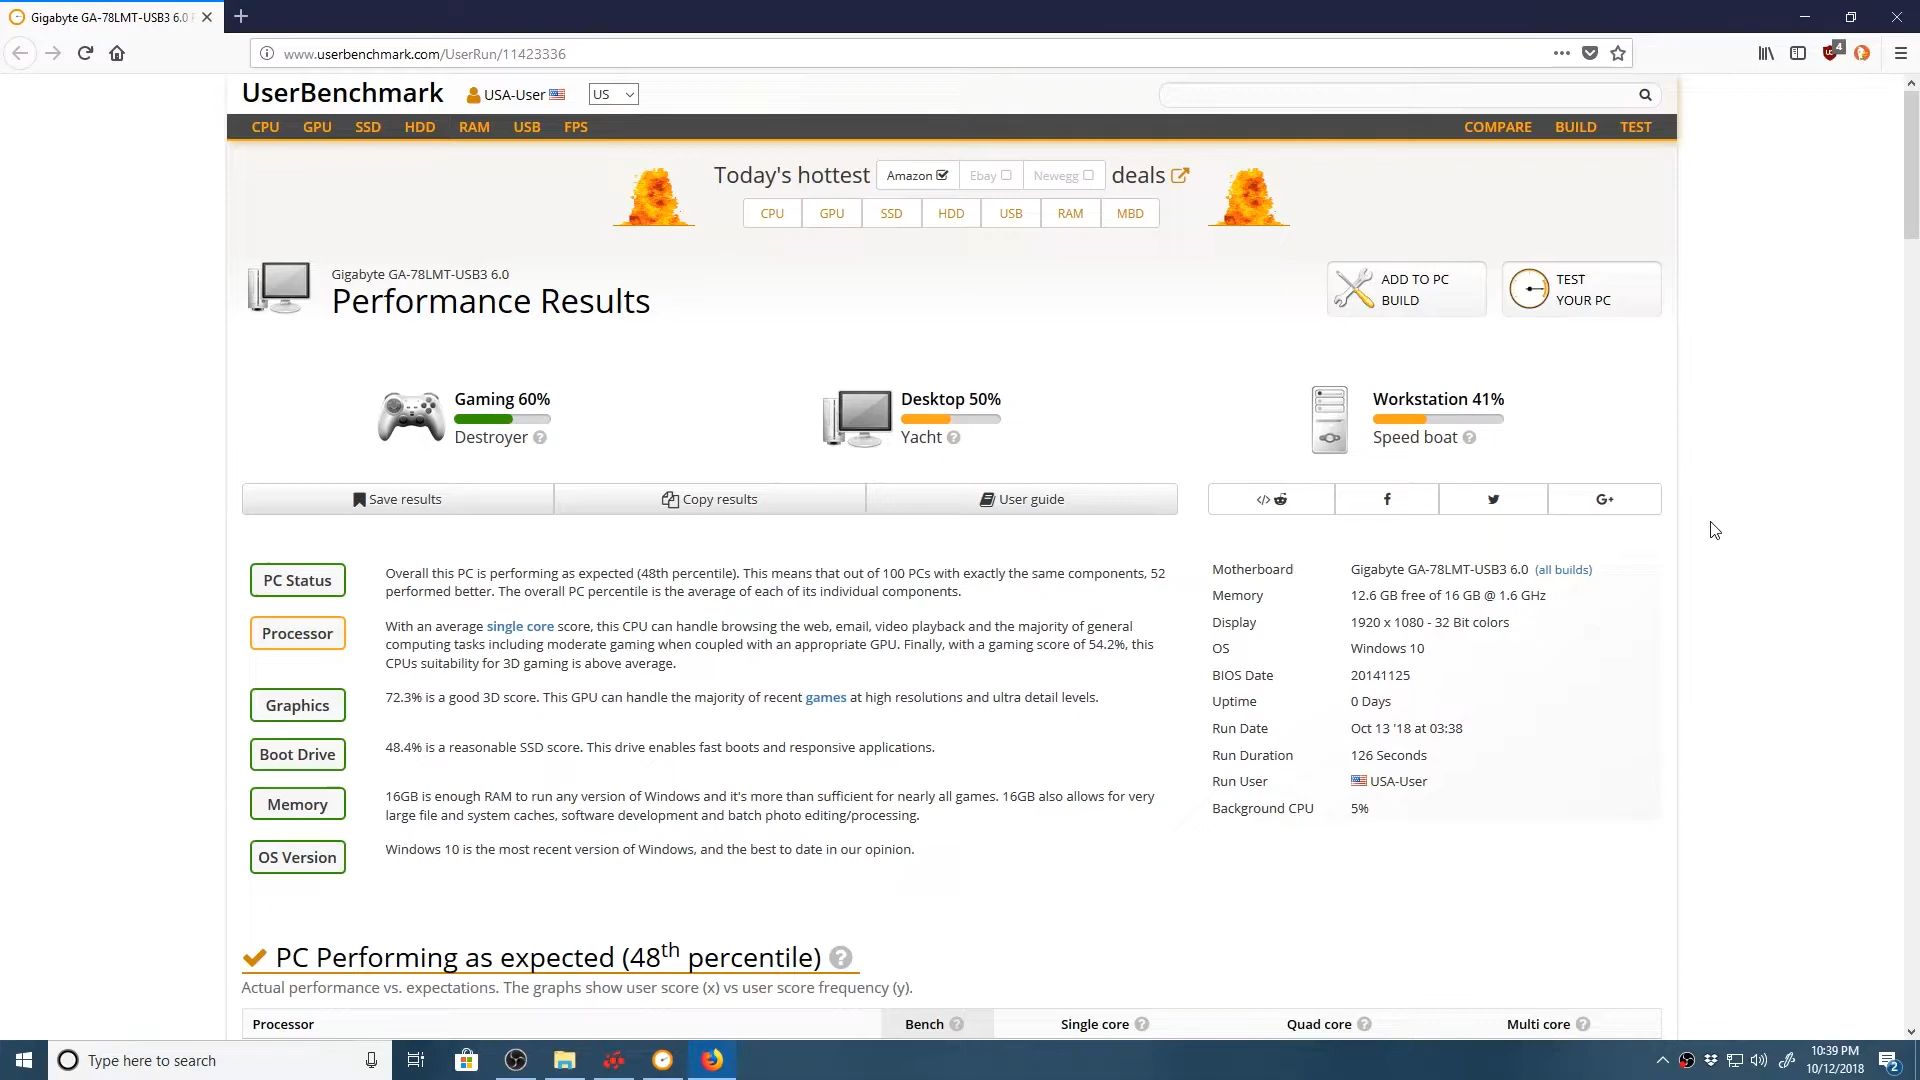 Gigabyte GA-78LMT-USB3 6.0
www.userbenchmark.com/UserRun/11423336
4
UserBenchmark
USA-User
US
CPU GPU SSD HDD RAM USB FPS
COMPARE BUILD TEST
Today's hottest Amazon Ebay Newegg deals
CPU GPU SSD HDD USB RAM MBD
Gigabyte GA-78LMT-USB3 6.0
Performance Results
ADD TO PC
BUILD
TEST
YOUR PC
Gaming 60%
Destroyer ?
Desktop 50%
Yacht ?
Workstation 41%
Speed boat ?
Save results
Copy results
User guide
</>
f
G+
PC Status
Overall this PC is performing as expected (48th percentile). This means that out of 100 PCs with exactly the same components, 52
performed better. The overall PC percentile is the average of each of its individual components.
Processor
With an average single core score, this CPU can handle browsing the web, email, video playback and the majority of general
computing tasks including moderate gaming when coupled with an appropriate GPU. Finally, with a gaming score of 54.2%, this
CPUs suitability for 3D gaming is above average.
Graphics
72.3% is a good 3D score. This GPU can handle the majority of recent games at high resolutions and ultra detail levels.
Boot Drive
48.4% is a reasonable SSD score. This drive enables fast boots and responsive applications.
Memory
16GB is enough RAM to run any version of Windows and it's more than sufficient for nearly all games. 16GB also allows for very
large file and system caches, software development and batch photo editing/processing.
OS Version
Windows 10 is the most recent version of Windows, and the best to date in our opinion.
Motherboard Gigabyte GA-78LMT-USB3 6.0 (all builds)
Memory 12.6 GB free of 16 GB @ 1.6 GHz
Display 1920 x 1080 - 32 Bit colors
OS Windows 10
BIOS Date 20141125
Uptime 0 Days
Run Date Oct 13 '18 at 03:38
Run Duration 126 Seconds
Run User USA-User
Background CPU 5%
PC Performing as expected (48th percentile) ?
Actual performance vs. expectations. The graphs show user score (x) vs user score frequency (y).
Processor Bench ? Single core ? Quad core ? Multi core ?
Type here to search
10:39 PM
10/12/2018
2